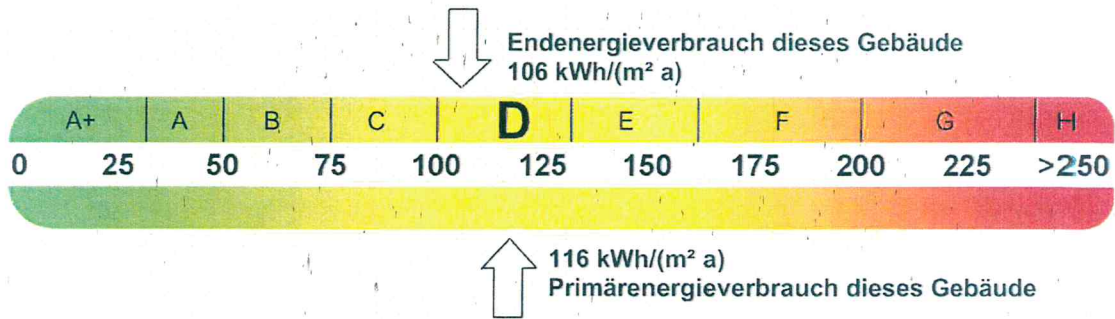 Endenergieverbrauch dieses Gebäude
106 kWh/(m² a)
A+ A B C D E F G H
0 25 50 75 100 125 150 175 200 225 >250
116 kWh/(m² a)
Primärenergieverbrauch dieses Gebäude